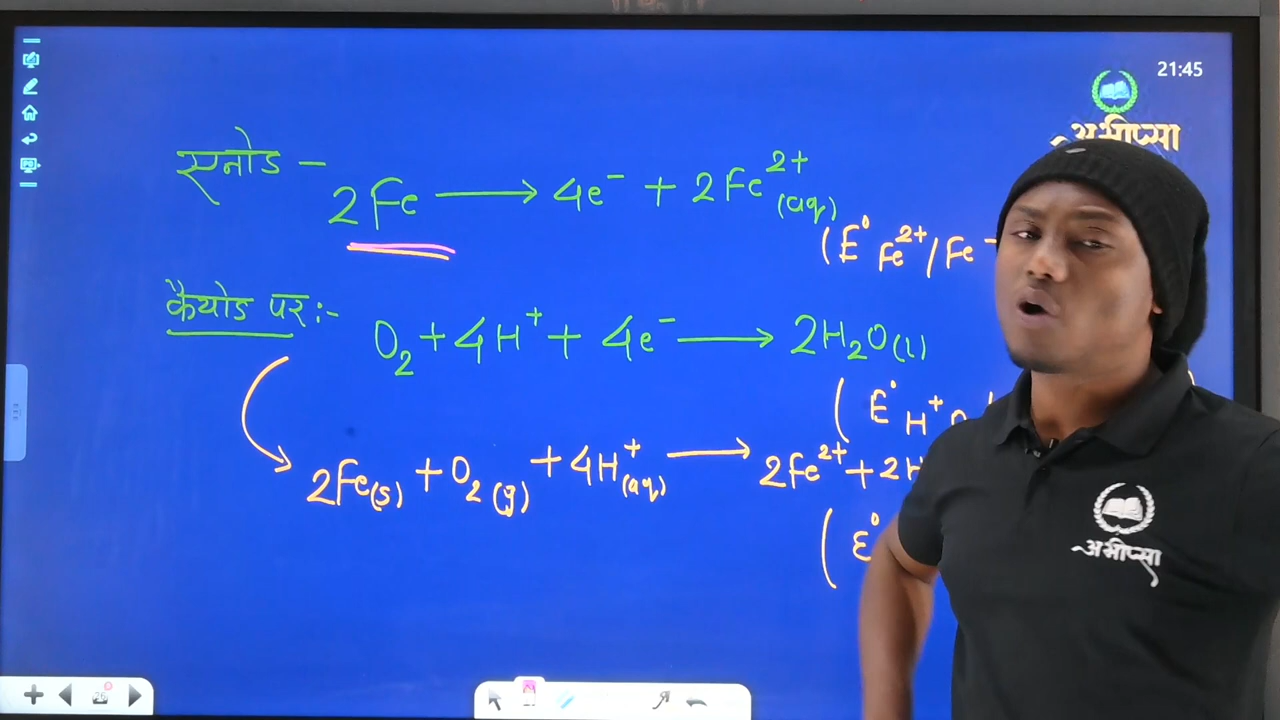 21:45
अभीप्सा
एनोड –
2Fe ⟶ 4e⁻ + 2Fe²⁺(aq)
(E° Fe²⁺/Fe –
कैथोड पर:-
O₂ + 4H⁺ + 4e⁻ ⟶ 2H₂O(l)
(E° H⁺
2Fe(s) + O₂(g) + 4H⁺(aq) ⟶ 2Fe²⁺ + 2H
(E°
अभीप्सा